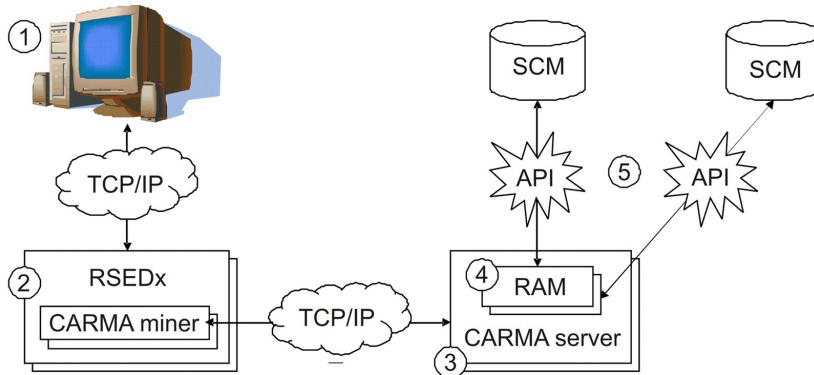 1
SCM
SCM
TCP/IP
API
5
API
2
RSEDx
4
RAM
CARMA miner
TCP/IP
CARMA server
3